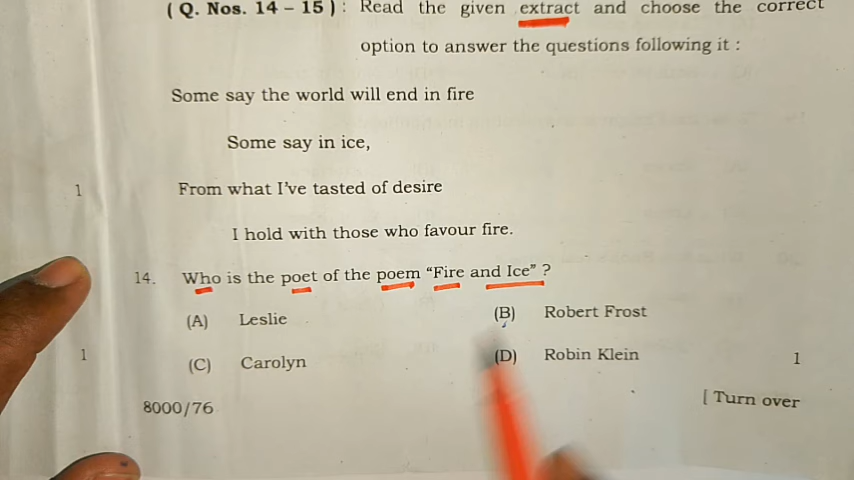 ( Q. Nos. 14 – 15 ) : Read the given extract and choose the correct
option to answer the questions following it :
Some say the world will end in fire
Some say in ice,
1 From what I've tasted of desire
I hold with those who favour fire.
14. Who is the poet of the poem “Fire and Ice” ?
(A) Leslie (B) Robert Frost
1 (C) Carolyn (D) Robin Klein 1
8000/76 [ Turn over